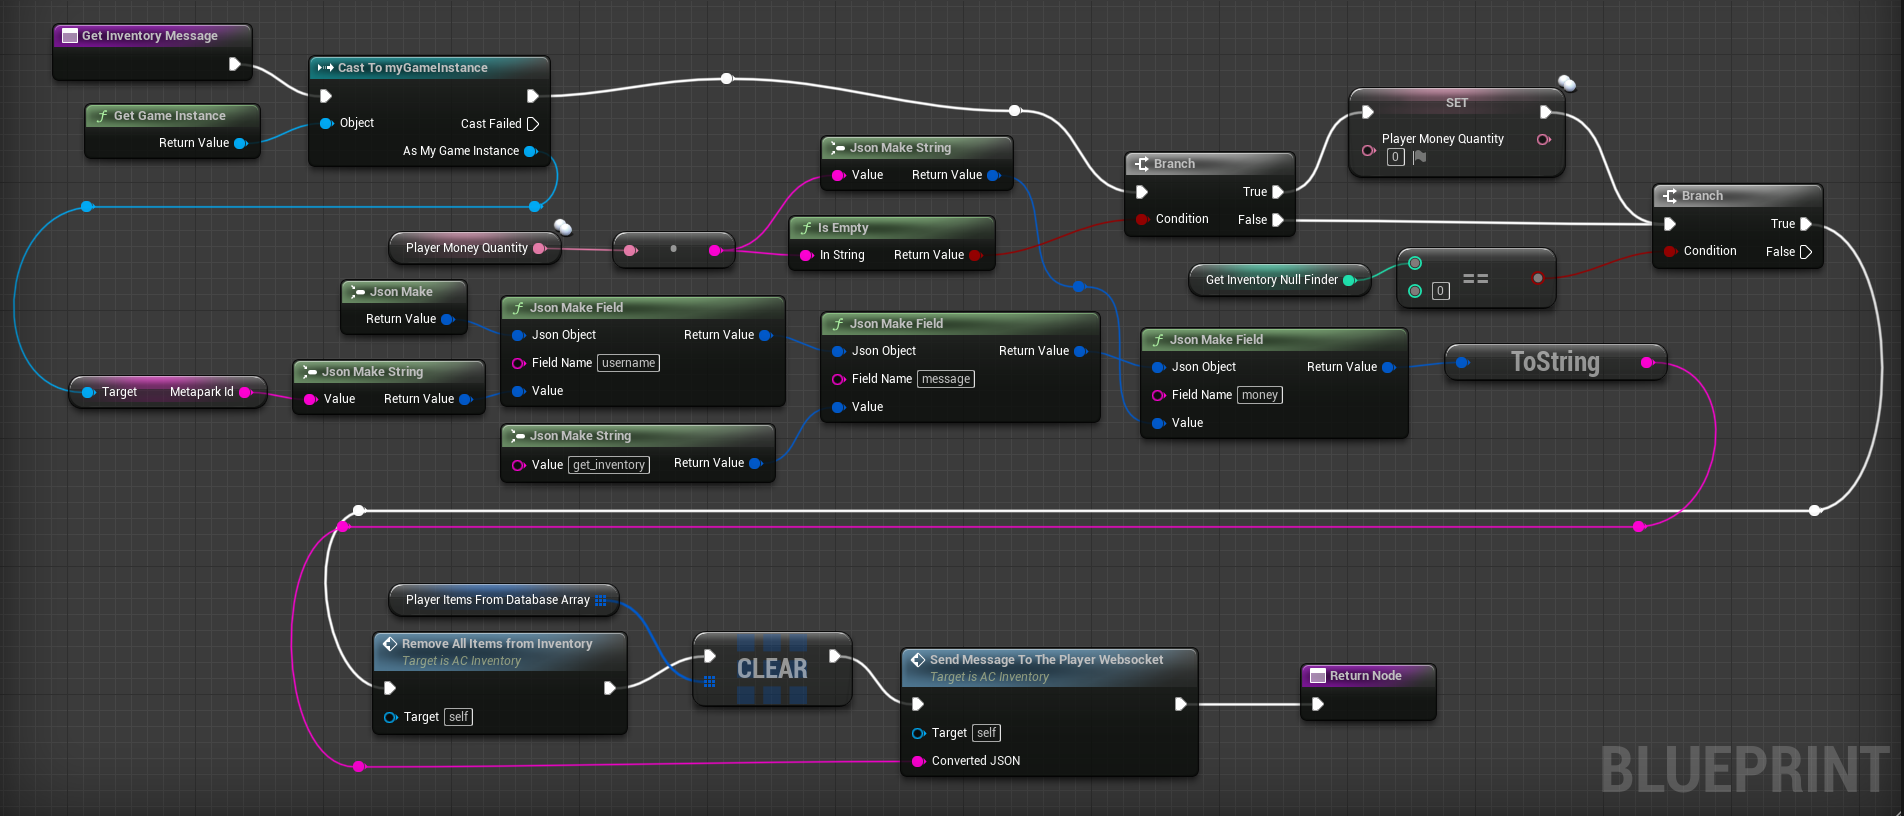 Get Inventory Message
Cast To myGameInstance
Object
Cast Failed
As My Game Instance
Get Game Instance
Return Value
SET
Player Money Quantity
0
Json Make String
Value
Return Value
Branch
True
Condition
False
Branch
True
Condition
False
Player Money Quantity
Is Empty
In String
Return Value
Get Inventory Null Finder
0
==
Json Make
Return Value
Json Make Field
Json Object
Return Value
Field Name username
Value
Json Make Field
Json Object
Return Value
Field Name message
Value
Json Make Field
Json Object
Return Value
Field Name money
Value
ToString
Target
Metapark Id
Json Make String
Value
Return Value
Json Make String
Value get_inventory
Return Value
Player Items From Database Array
Remove All Items from Inventory
Target is AC Inventory
Target self
CLEAR
Send Message To The Player Websocket
Target is AC Inventory
Target self
Converted JSON
Return Node
BLUEPRINT